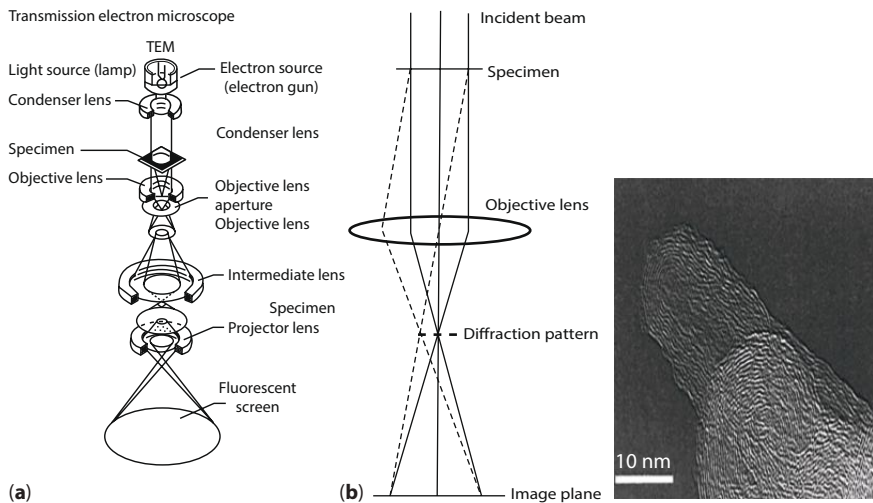 Transmission electron microscope
TEM
Light source (lamp)
Electron source
(electron gun)
Condenser lens
Condenser lens
Specimen
Objective lens
Objective lens
aperture
Objective lens
Intermediate lens
Specimen
Projector lens
Fluorescent
screen
(a)
Incident beam
Specimen
Objective lens
Diffraction pattern
Image plane
(b)
10 nm